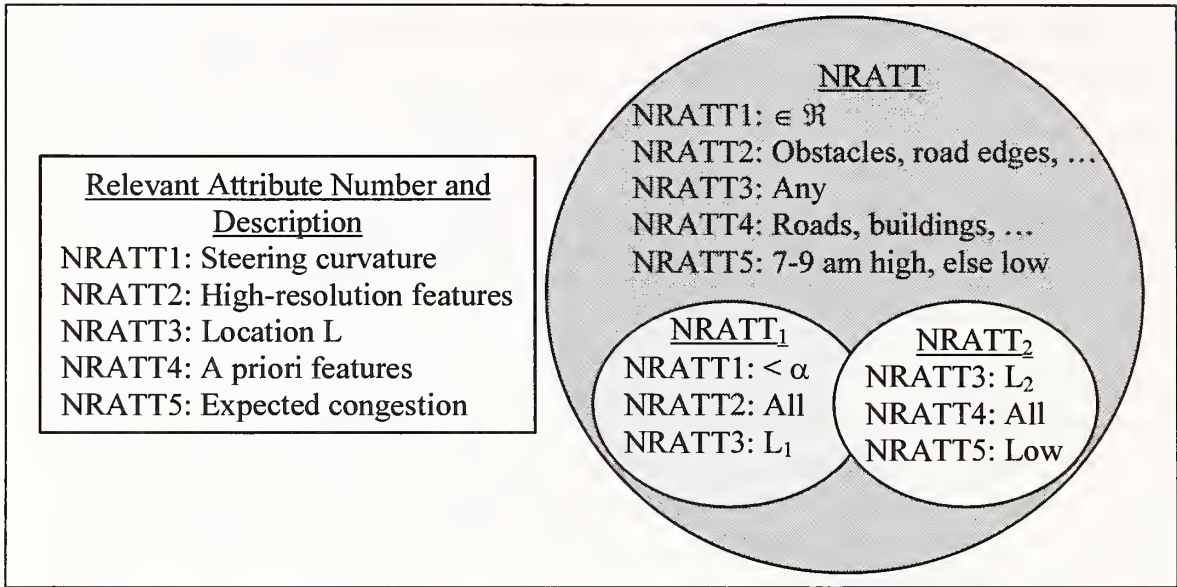 Relevant Attribute Number and
Description
NRATT1: Steering curvature
NRATT2: High-resolution features
NRATT3: Location L
NRATT4: A priori features
NRATT5: Expected congestion
NRATT
NRATT1: ∈ ℜ
NRATT2: Obstacles, road edges, ...
NRATT3: Any
NRATT4: Roads, buildings, ...
NRATT5: 7-9 am high, else low
NRATT₁
NRATT1: < α
NRATT2: All
NRATT3: L₁
NRATT₂
NRATT3: L₂
NRATT4: All
NRATT5: Low